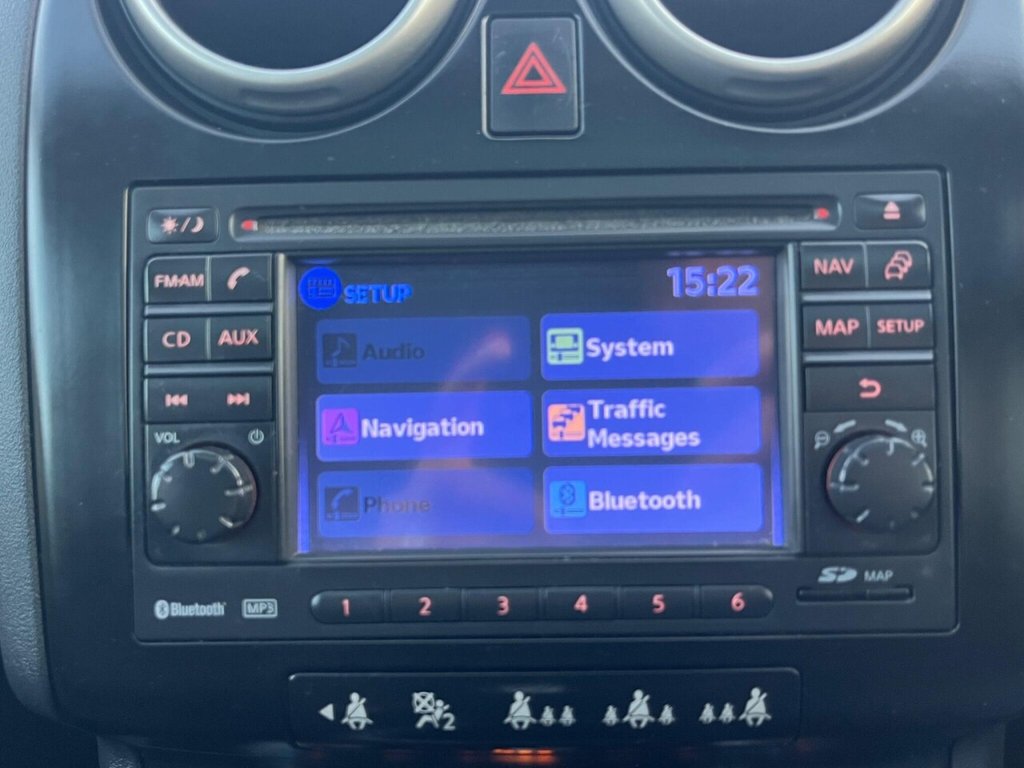 FM·AM
NAV
SETUP
15:22
CD
AUX
Audio
System
MAP
SETUP
Navigation
Traffic
Messages
VOL
Phone
Bluetooth
SD MAP
Bluetooth
MP3
1 2 3 4 5 6
2